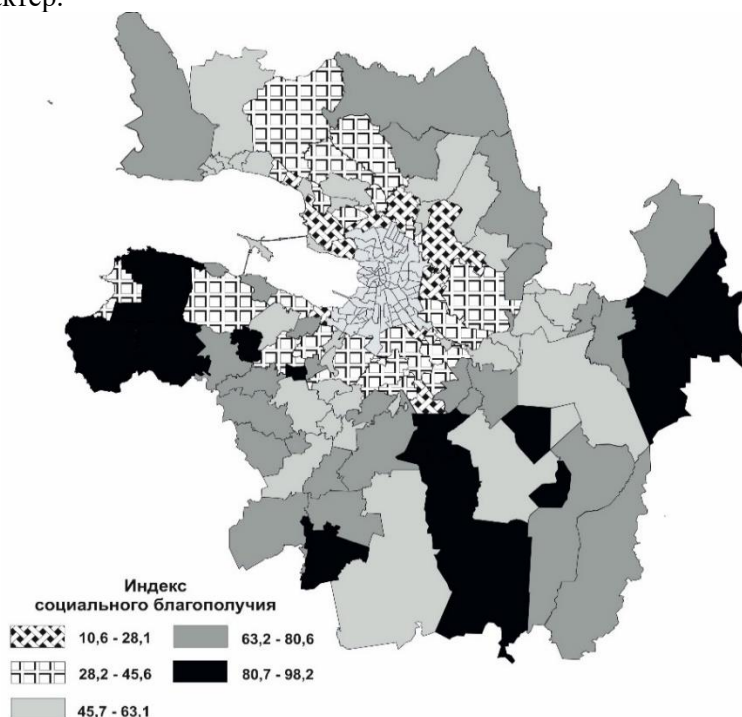 ктер.
Индекс
социального благополучия
10,6 - 28,1
63,2 - 80,6
28,2 - 45,6
80,7 - 98,2
45,7 - 63,1